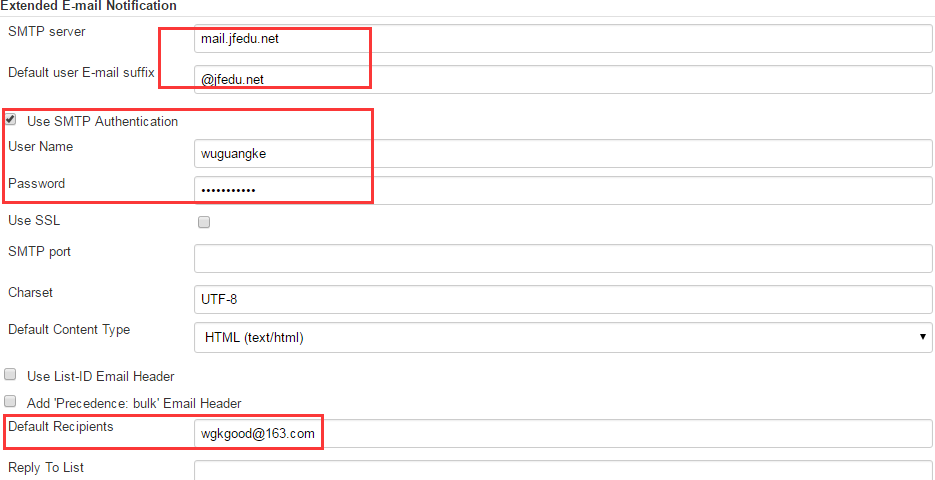 Extended E-mail Notification
SMTP server
mail.jfedu.net
Default user E-mail suffix
@jfedu.net
Use SMTP Authentication
User Name
wuguangke
Password
•••••••••••
Use SSL
SMTP port
Charset
UTF-8
Default Content Type
HTML (text/html)
Use List-ID Email Header
Add 'Precedence: bulk' Email Header
Default Recipients
wgkgood@163.com
Reply To List